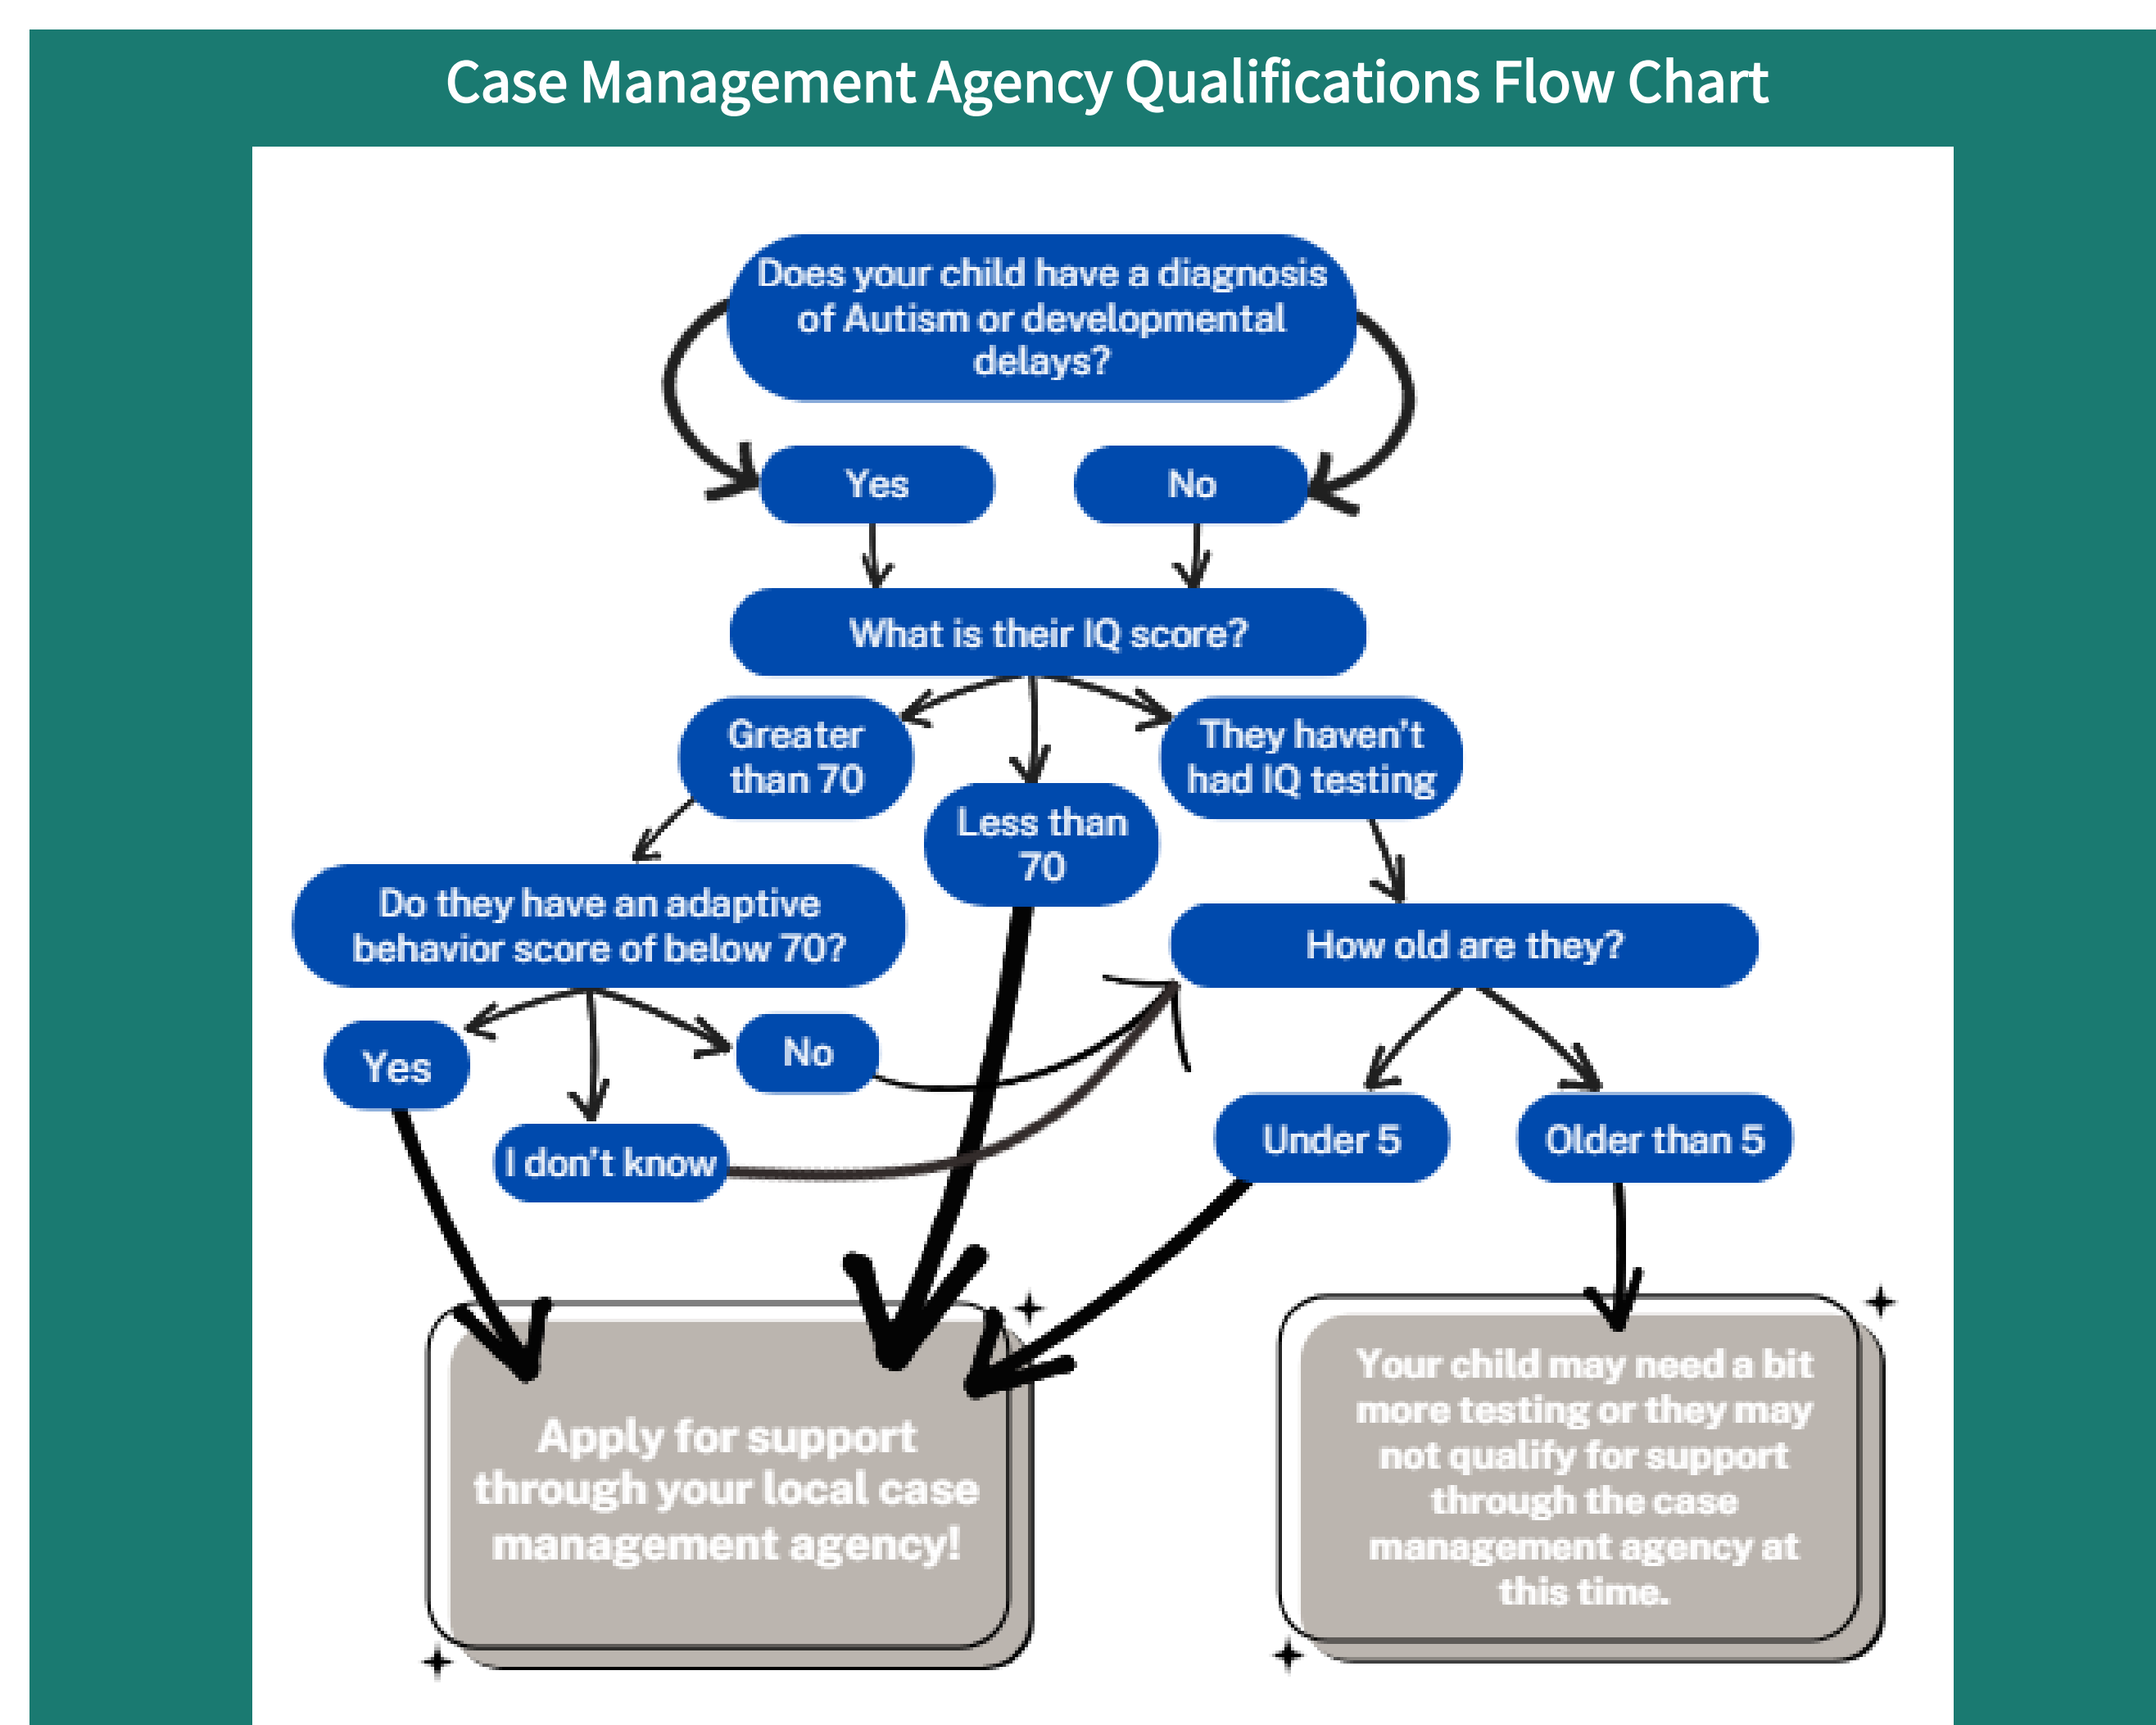 Case Management Agency Qualifications Flow Chart
Does your child have a diagnosis
of Autism or developmental
delays?
Yes
No
What is their IQ score?
Greater
than 70
Less than
70
They haven't
had IQ testing
Do they have an adaptive
behavior score of below 70?
How old are they?
Yes
I don't know
No
Under 5
Older than 5
Apply for support
through your local case
management agency!
Your child may need a bit
more testing or they may
not qualify for support
through the case
management agency at
this time.